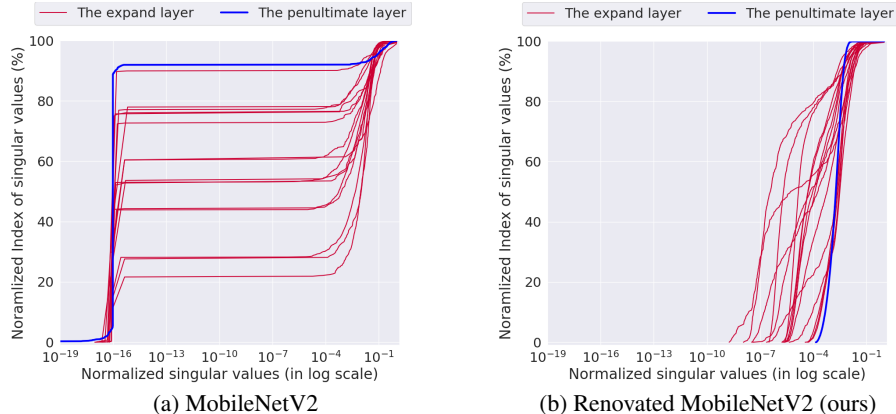 The expand layer The penultimate layer
Noramlized Index of singular values (%)
100
80
60
40
20
0
10⁻¹⁹ 10⁻¹⁶ 10⁻¹³ 10⁻¹⁰ 10⁻⁷ 10⁻⁴ 10⁻¹
Normalized singular values (in log scale)
(a) MobileNetV2
The expand layer The penultimate layer
Noramlized Index of singular values (%)
100
80
60
40
20
0
10⁻¹⁹ 10⁻¹⁶ 10⁻¹³ 10⁻¹⁰ 10⁻⁷ 10⁻⁴ 10⁻¹
Normalized singular values (in log scale)
(b) Renovated MobileNetV2 (ours)